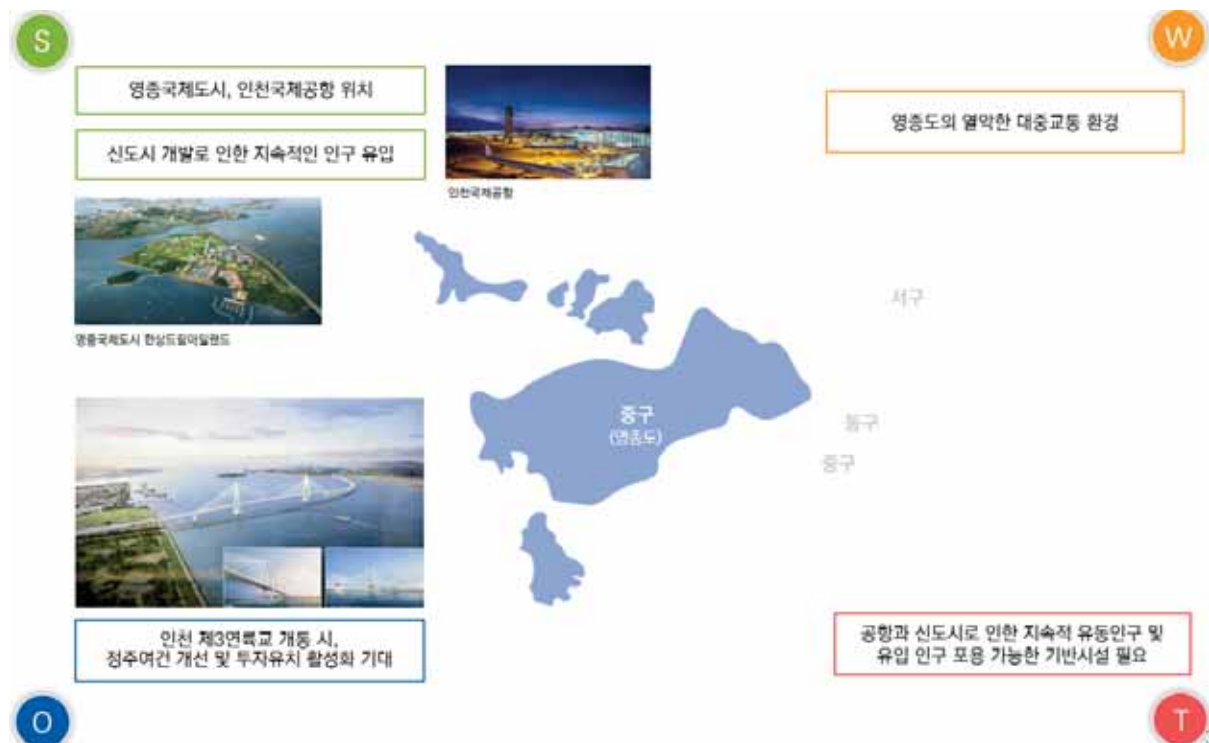 S
W
영종국제도시, 인천국제공항 위치
영종도의 열악한 대중교통 환경
신도시 개발로 인한 지속적인 인구 유입
인천국제공항
서구
영종국제도시 한상드림아일랜드
중구
(영종도)
동구
중구
인천 제3연륙교 개통 시,
정주여건 개선 및 투자유치 활성화 기대
공항과 신도시로 인한 지속적 유동인구 및
유입 인구 포용 가능한 기반시설 필요
O
T